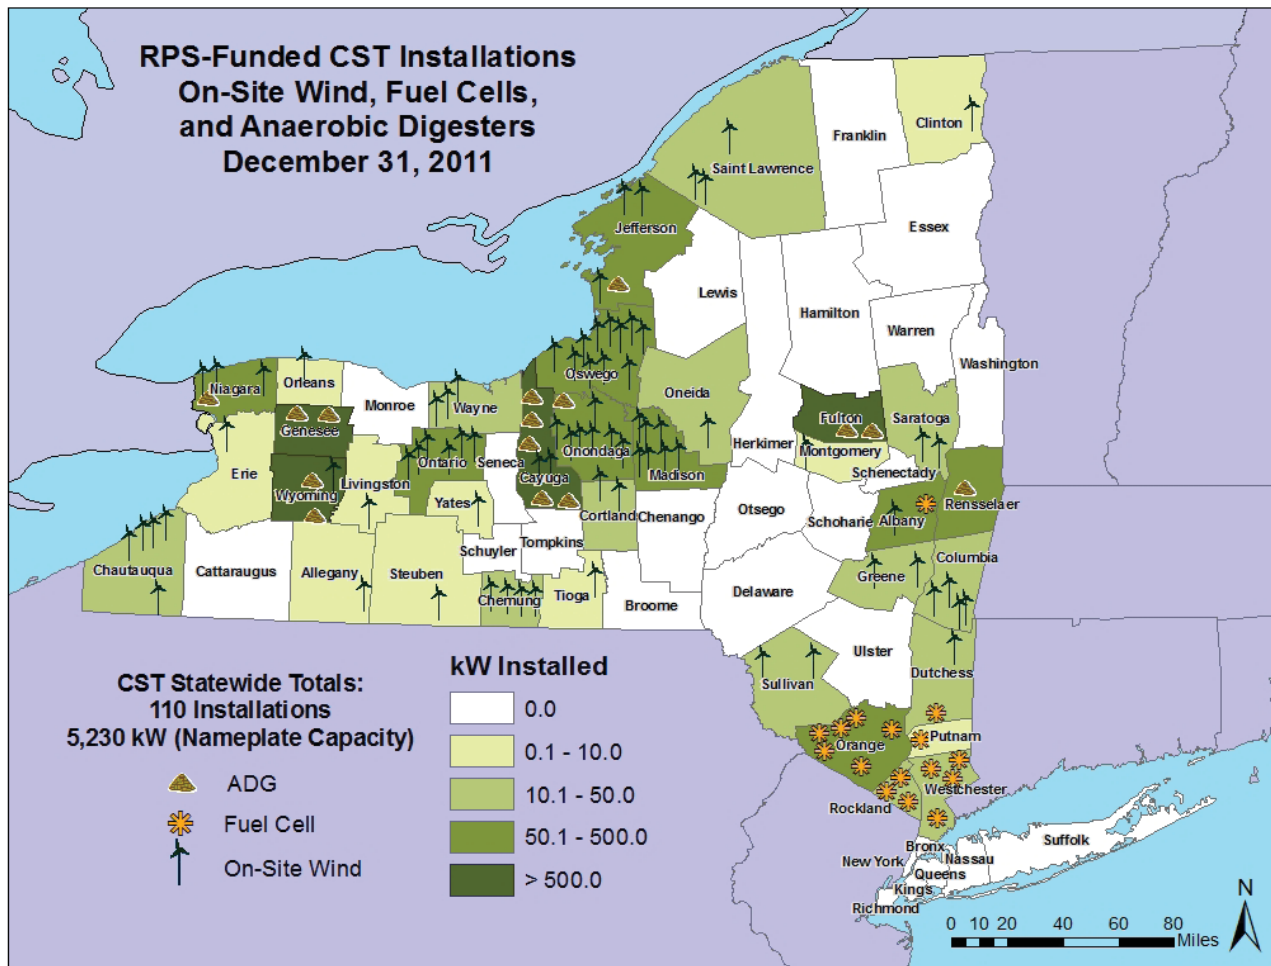 RPS-Funded CST Installations
On-Site Wind, Fuel Cells,
and Anaerobic Digesters
December 31, 2011
Clinton
Franklin
Saint Lawrence
Jefferson
Essex
Lewis
Hamilton
Warren
Washington
Niagara
Orleans
Monroe
Wayne
Oswego
Oneida
Fulton
Saratoga
Genesee
Herkimer
Montgomery
Schenectady
Erie
Wyoming
Livingston
Ontario
Seneca
Cayuga
Onondaga
Madison
Yates
Cortland
Chenango
Otsego
Schoharie
Albany
Rensselaer
Chautauqua
Cattaraugus
Allegany
Steuben
Schuyler
Tompkins
Chemung
Tioga
Broome
Delaware
Greene
Columbia
Ulster
Sullivan
Dutchess
Orange
Putnam
Rockland
Westchester
Bronx
New York
Nassau
Suffolk
Queens
Kings
Richmond
CST Statewide Totals:
110 Installations
5,230 kW (Nameplate Capacity)
ADG
Fuel Cell
On-Site Wind
kW Installed
0.0
0.1 - 10.0
10.1 - 50.0
50.1 - 500.0
> 500.0
N
0 10 20 40 60 80
Miles